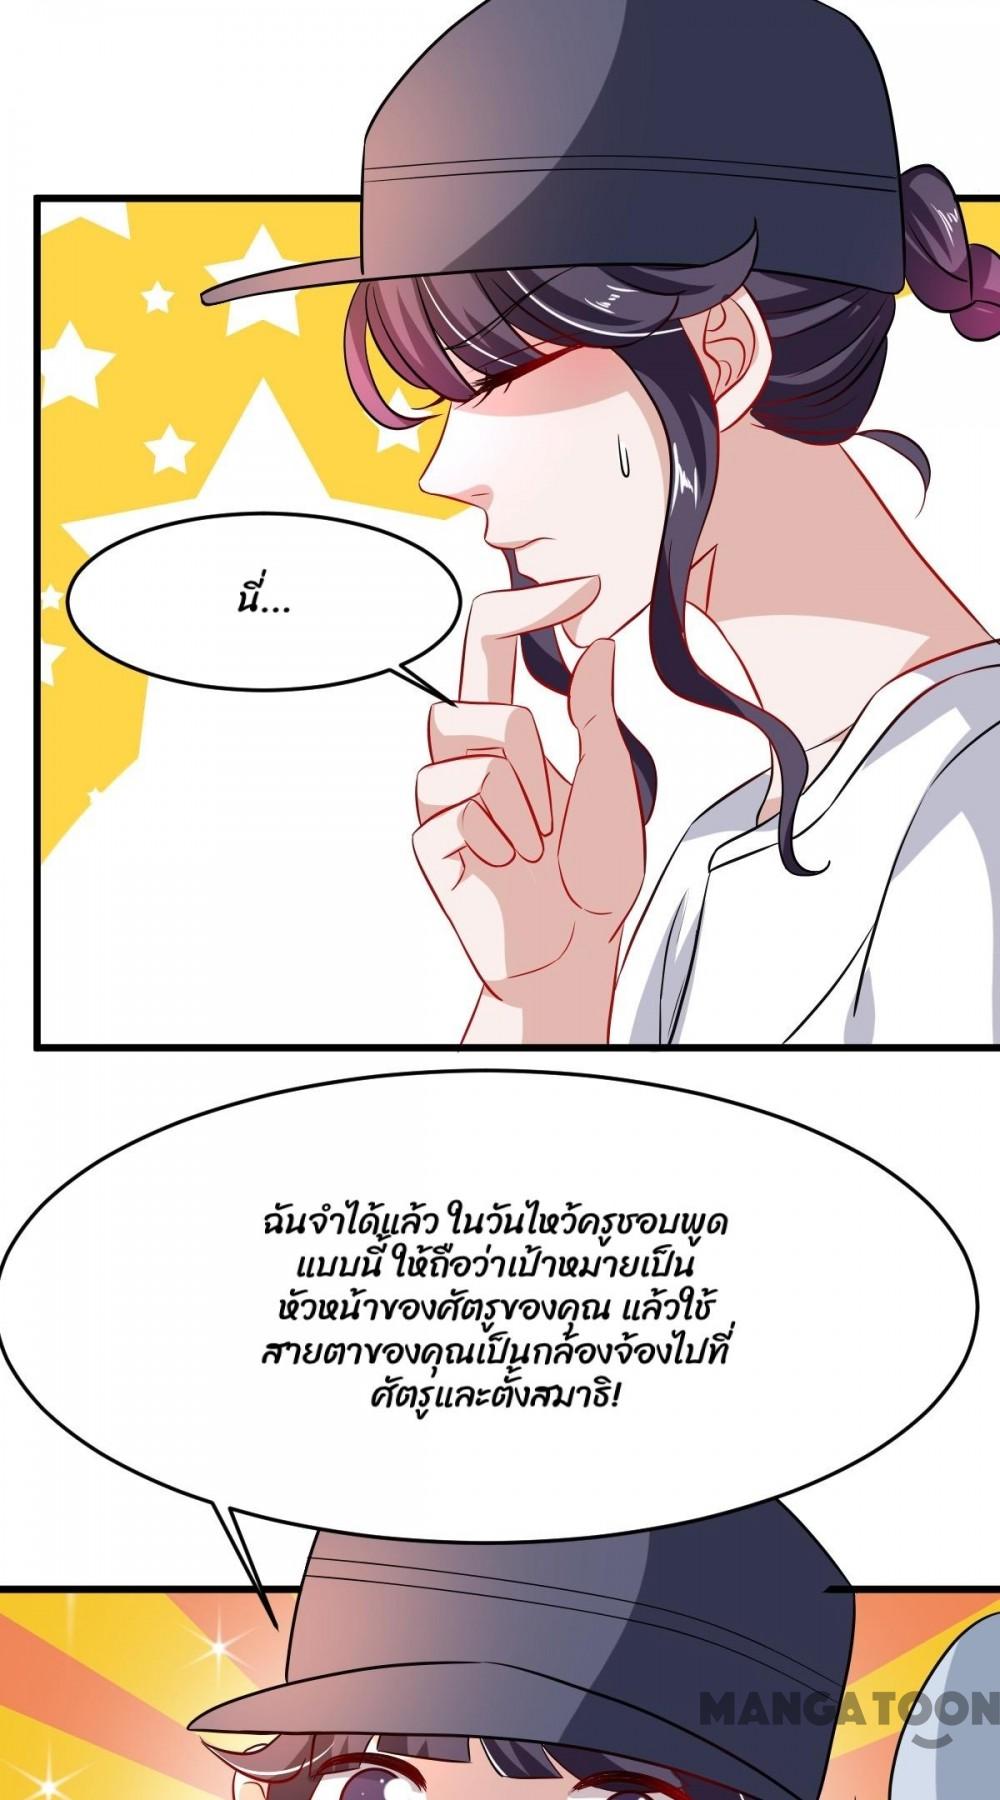 นี่...
ฉันจำได้แล้ว ในวันไหว้ครูชอบพูด
แบบนี้ ให้ถือว่าเป้าหมายเป็น
หัวหน้าของศัตรูของคุณ แล้วใช้
สายตาของคุณเป็นกล้องจ้องไปที่
ศัตรูและตั้งสมาธิ!
MANGATOON